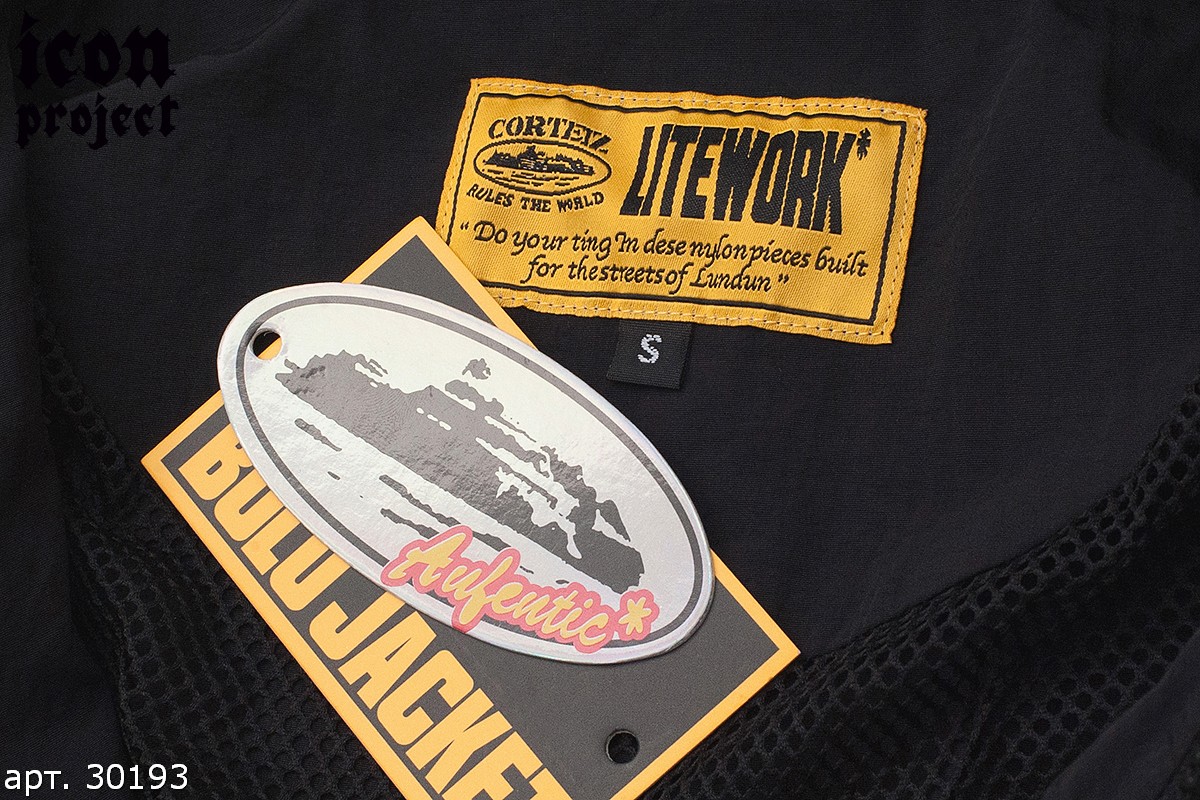 icon
project
CORTEIZ
RULES THE WORLD
LITEWORK*
“Do your ting In dese nylon pieces built
for the streets of Lundun”
S
Aufentic*
BOLO JACKET
арт. 30193